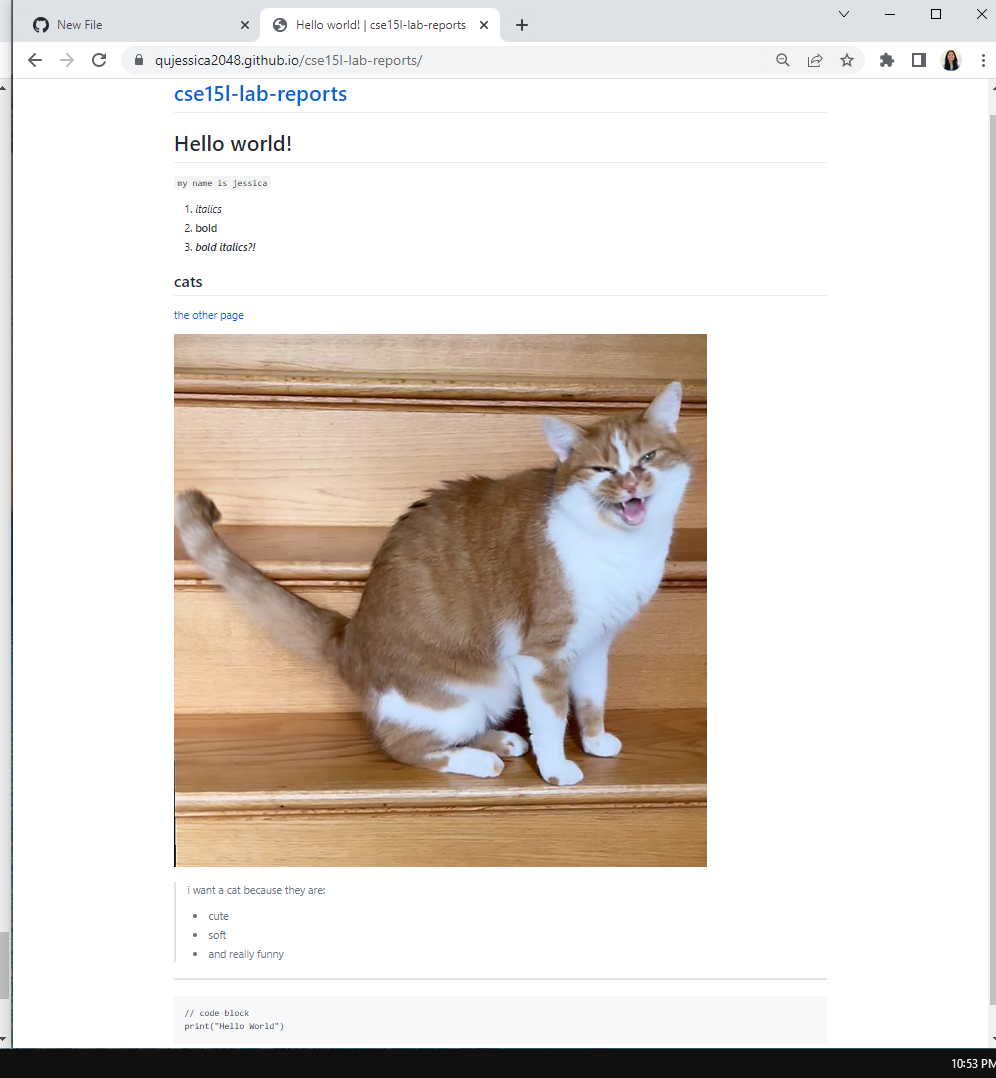 New File
Hello world! | cse15l-lab-reports
qujessica2048.github.io/cse15l-lab-reports/
cse15l-lab-reports
Hello world!
my name is jessica
1. italics
2. bold
3. bold italics?!
cats
the other page
i want a cat because they are:
• cute
• soft
• and really funny
// code block
print("Hello World")
10:53 PM